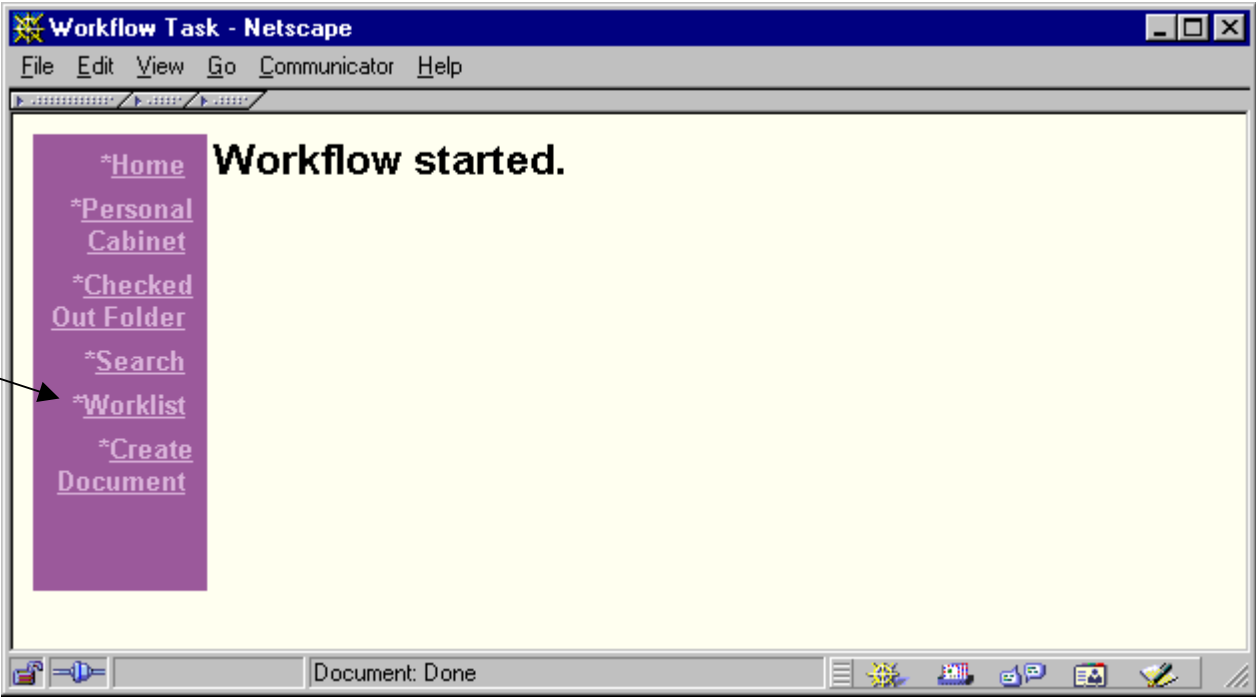 Workflow Task - Netscape
File Edit View Go Communicator Help
*Home
*Personal
Cabinet
*Checked
Out Folder
*Search
*Worklist
*Create
Document
Workflow started.
Document: Done